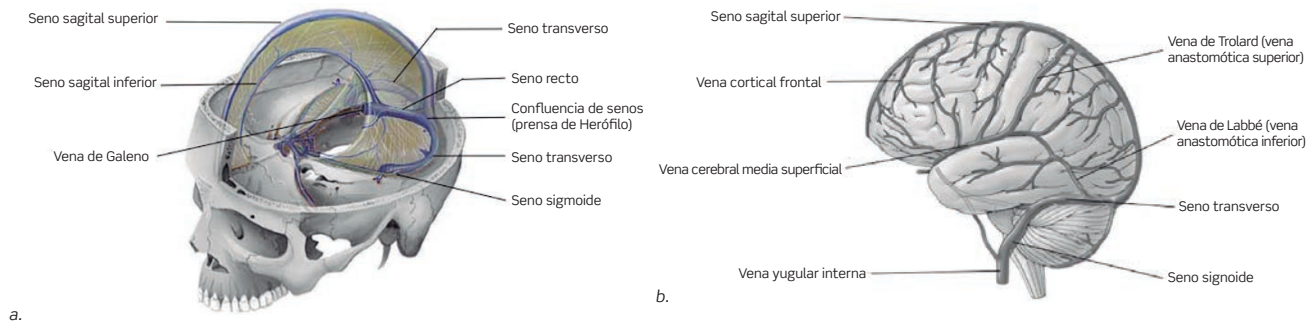 Seno sagital superior
Seno sagital inferior
Vena de Galeno
Seno transverso
Seno recto
Confluencia de senos
(prensa de Herófilo)
Seno transverso
Seno sigmoide
a.
Seno sagital superior
Vena cortical frontal
Vena cerebral media superficial
Vena yugular interna
Vena de Trolard (vena
anastomótica superior)
Vena de Labbé (vena
anastomótica inferior)
Seno transverso
Seno signoide
b.